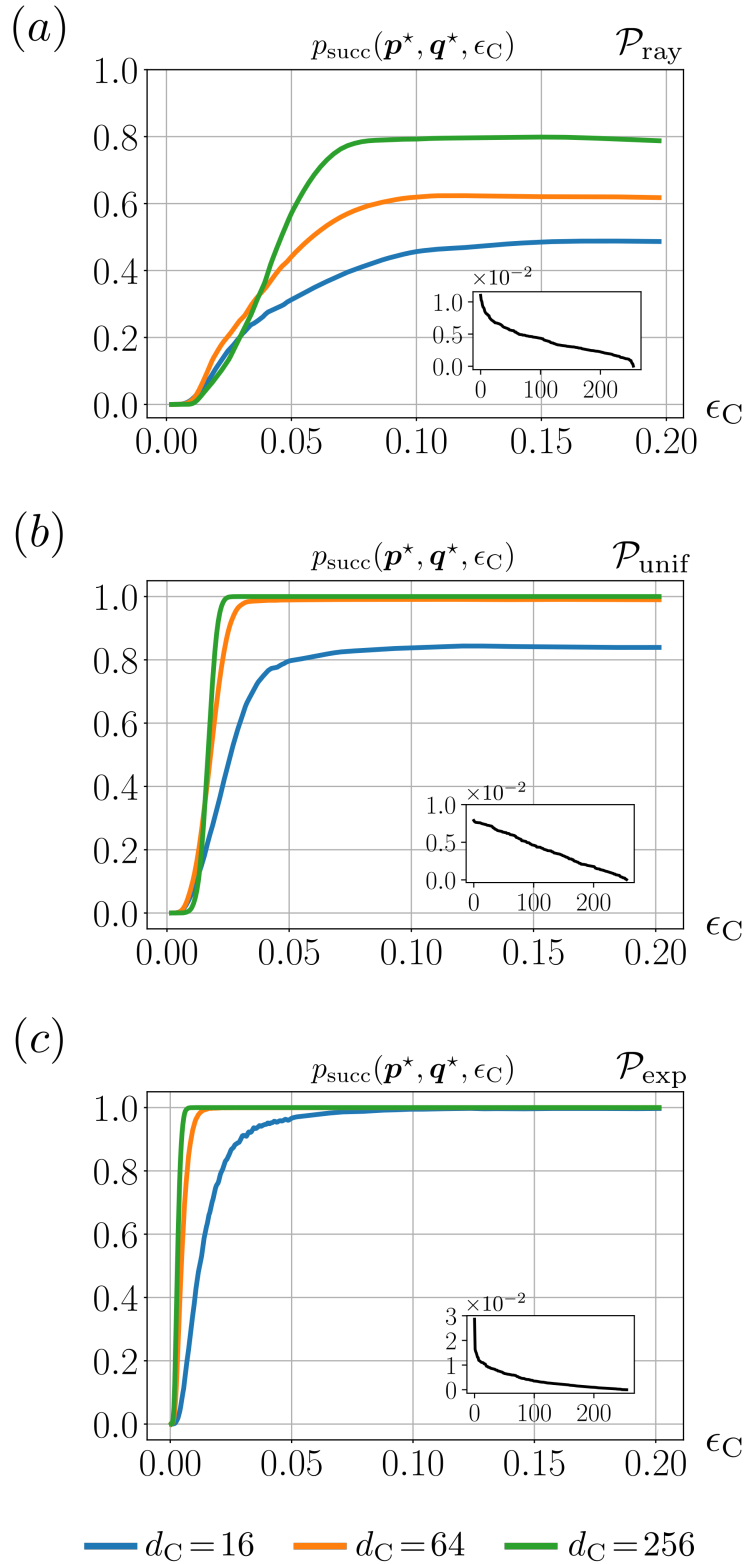 (a)
p_succ(p⋆, q⋆, ϵ_C) 𝒫_ray
1.0
0.8
0.6
0.4
0.2
0.0
×10⁻²
1.0
0.5
0.0
0 100 200
0.00 0.05 0.10 0.15 0.20 ϵ_C
(b)
p_succ(p⋆, q⋆, ϵ_C) 𝒫_unif
1.0
0.8
0.6
0.4
0.2
0.0
×10⁻²
1.0
0.5
0.0
0 100 200
0.00 0.05 0.10 0.15 0.20 ϵ_C
(c)
p_succ(p⋆, q⋆, ϵ_C) 𝒫_exp
1.0
0.8
0.6
0.4
0.2
0.0
×10⁻²
3
2
1
0
0 100 200
0.00 0.05 0.10 0.15 0.20 ϵ_C
d_C = 16 d_C = 64 d_C = 256